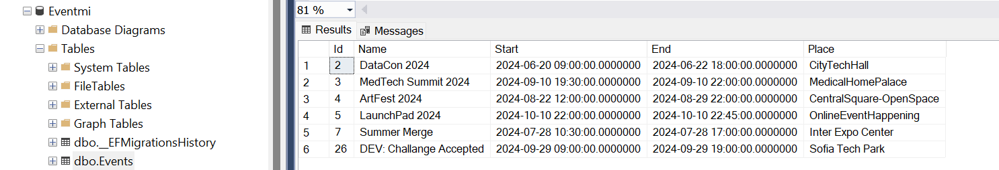 Eventmi
Database Diagrams
Tables
System Tables
FileTables
External Tables
Graph Tables
dbo.__EFMigrationsHistory
dbo.Events
81 %
Results Messages
Id Name Start End Place
1 2 DataCon 2024 2024-06-20 09:00:00.0000000 2024-06-22 18:00:00.0000000 CityTechHall
2 3 MedTech Summit 2024 2024-09-10 19:30:00.0000000 2024-09-10 22:00:00.0000000 MedicalHomePalace
3 4 ArtFest 2024 2024-08-22 12:00:00.0000000 2024-08-29 22:00:00.0000000 CentralSquare-OpenSpace
4 5 LaunchPad 2024 2024-10-10 22:00:00.0000000 2024-10-10 22:45:00.0000000 OnlineEventHappening
5 7 Summer Merge 2024-07-28 10:30:00.0000000 2024-07-28 17:00:00.0000000 Inter Expo Center
6 26 DEV: Challange Accepted 2024-09-29 09:00:00.0000000 2024-09-29 19:00:00.0000000 Sofia Tech Park